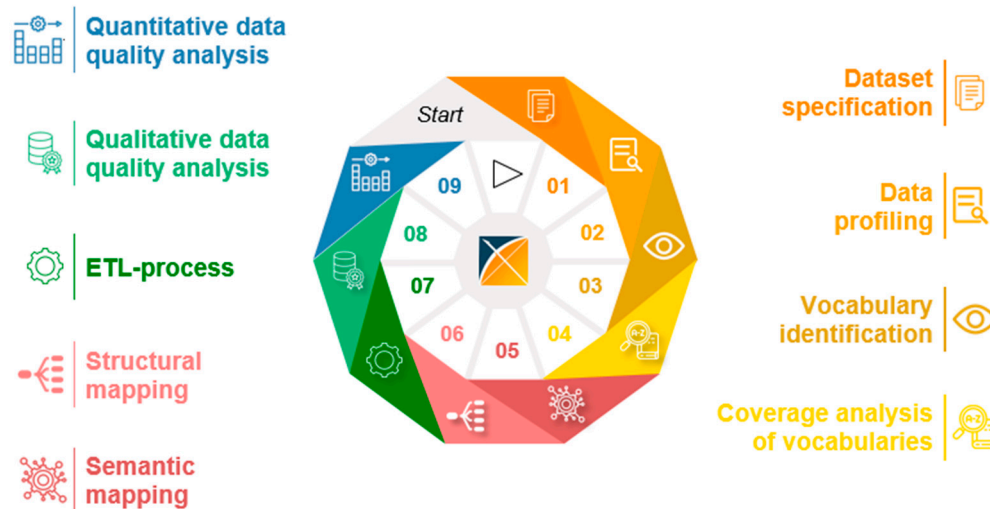 Quantitative data
quality analysis
Qualitative data
quality analysis
ETL-process
Structural
mapping
Semantic
mapping
Start
01
02
03
04
05
06
07
08
09
A-Z
Dataset
specification
Data
profiling
Vocabulary
identification
Coverage analysis
of vocabularies
A-Z